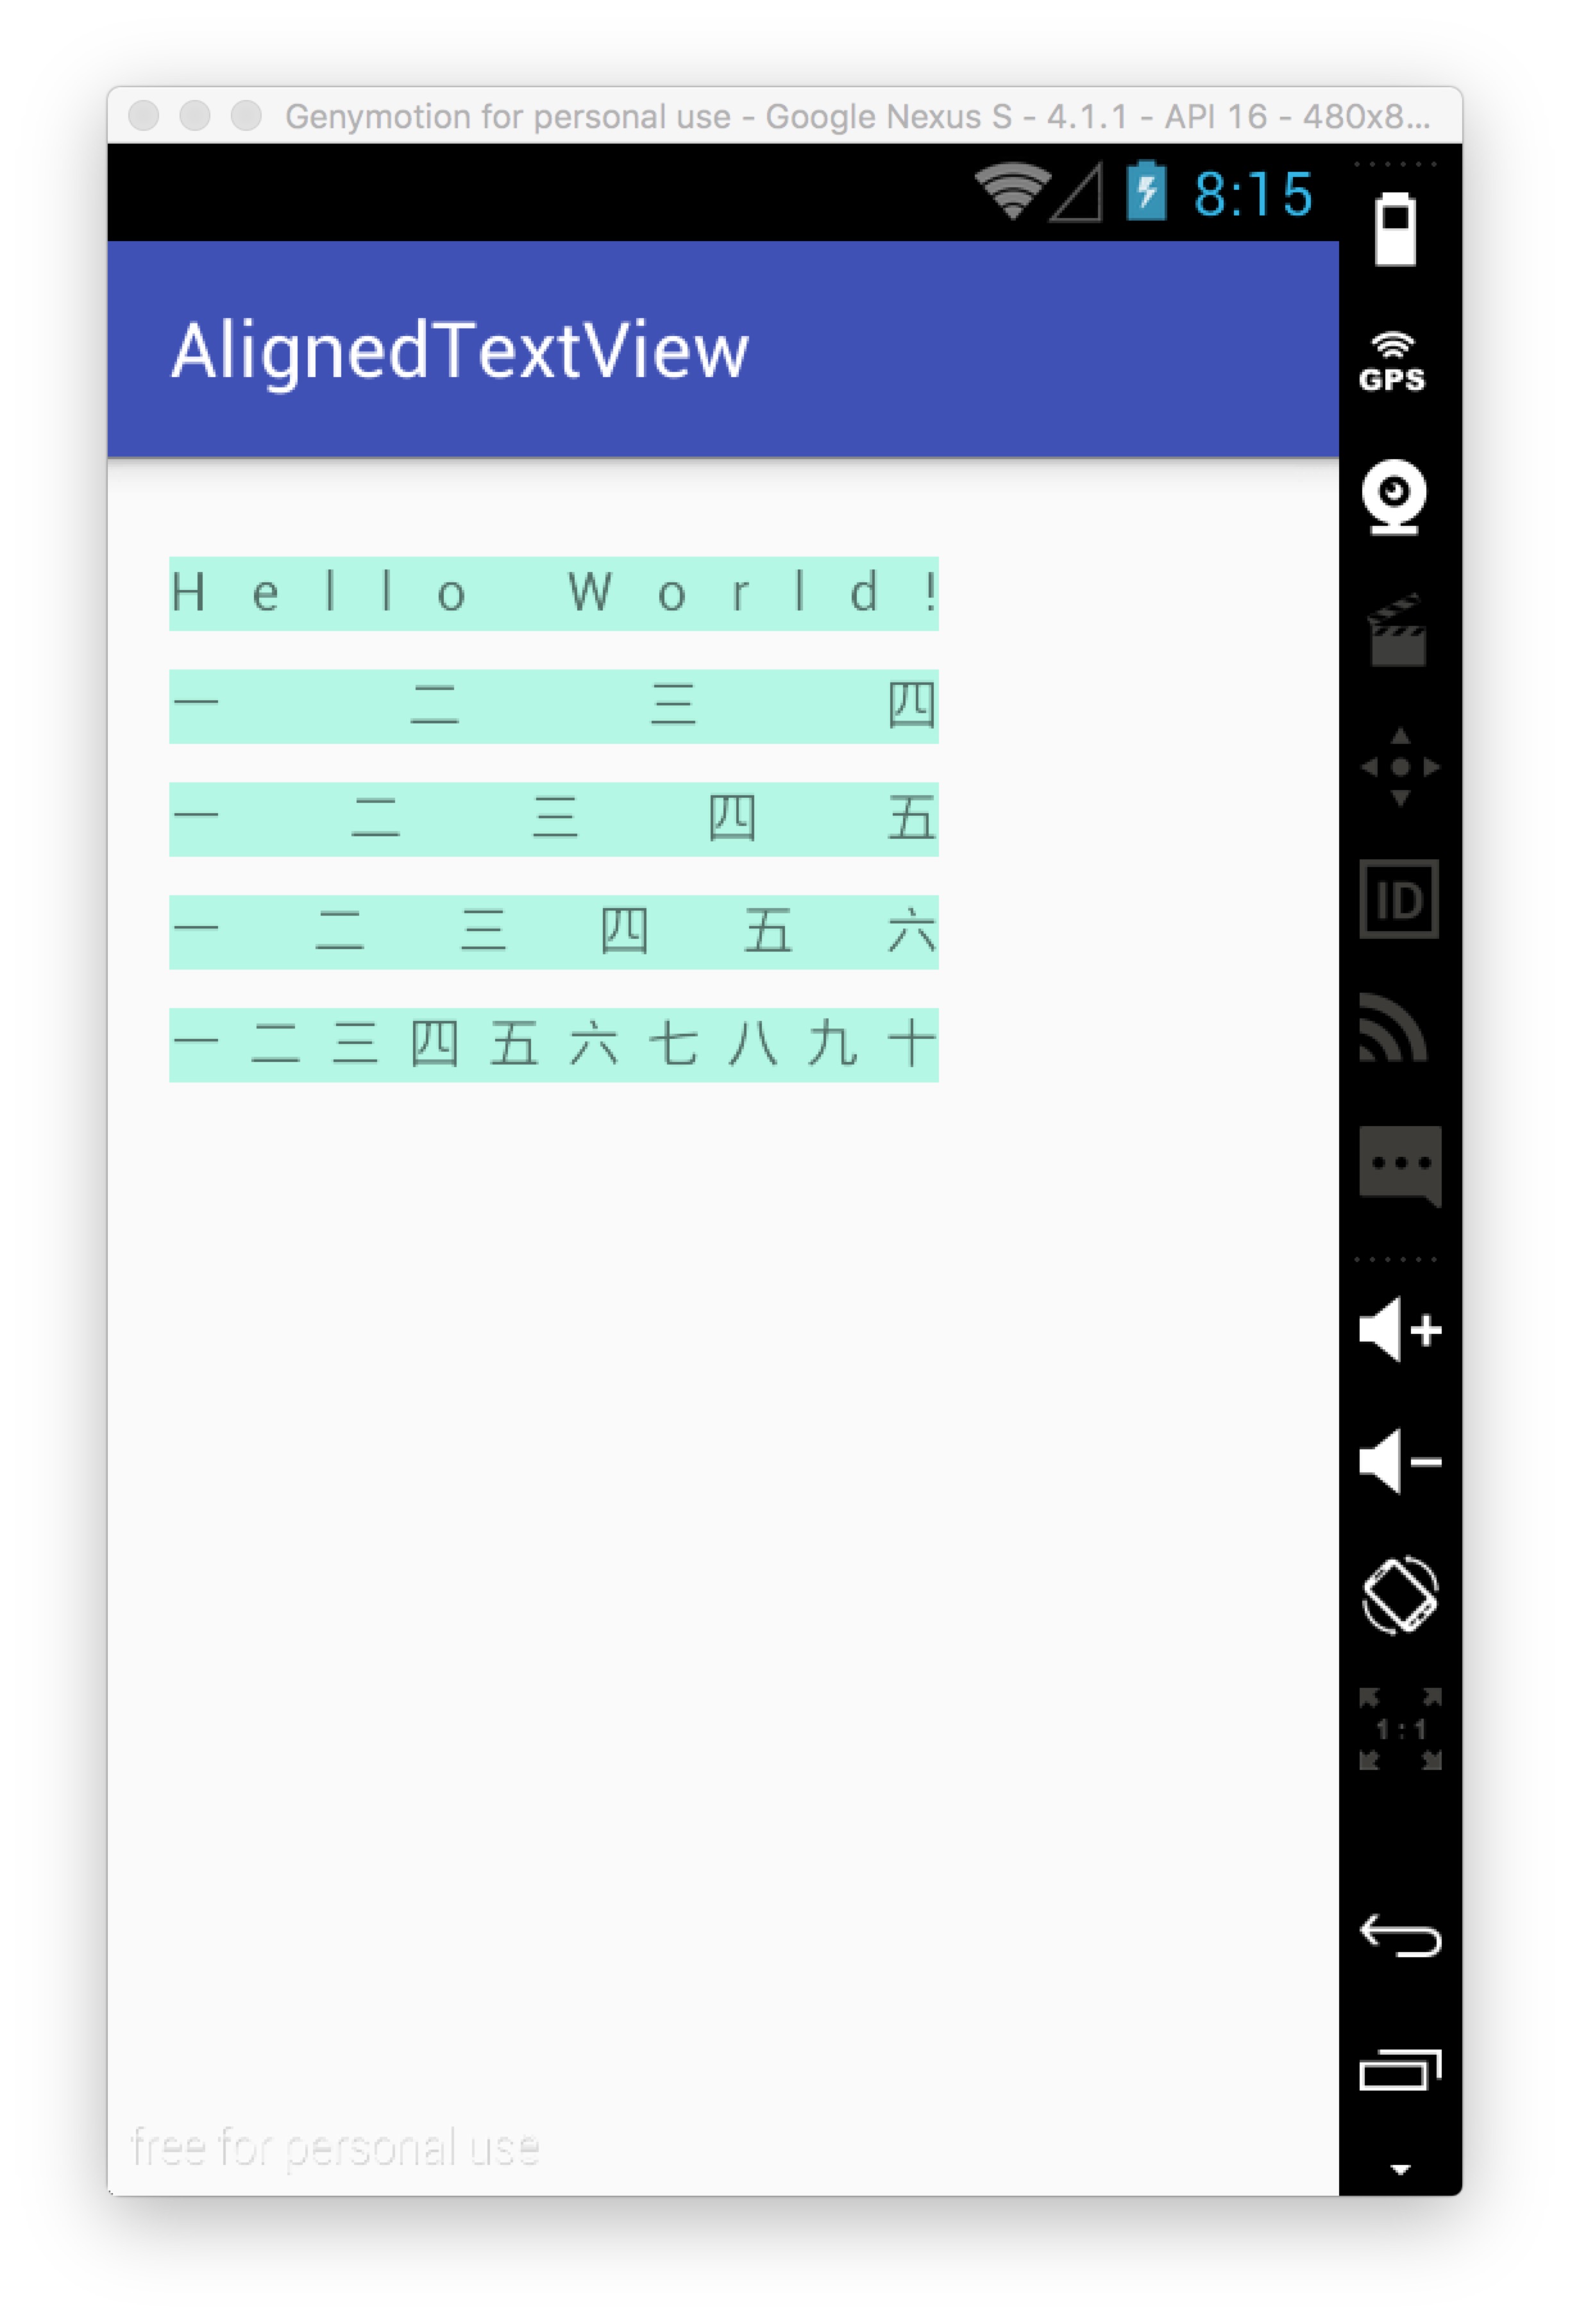 Genymotion for personal use - Google Nexus S - 4.1.1 - API 16 - 480x8...
8:15
GPS
AlignedTextView
Hello World!
一二三四
一二三四五
ID
一二三四五六
一二三四五六七八九十
1:1
free for personal use